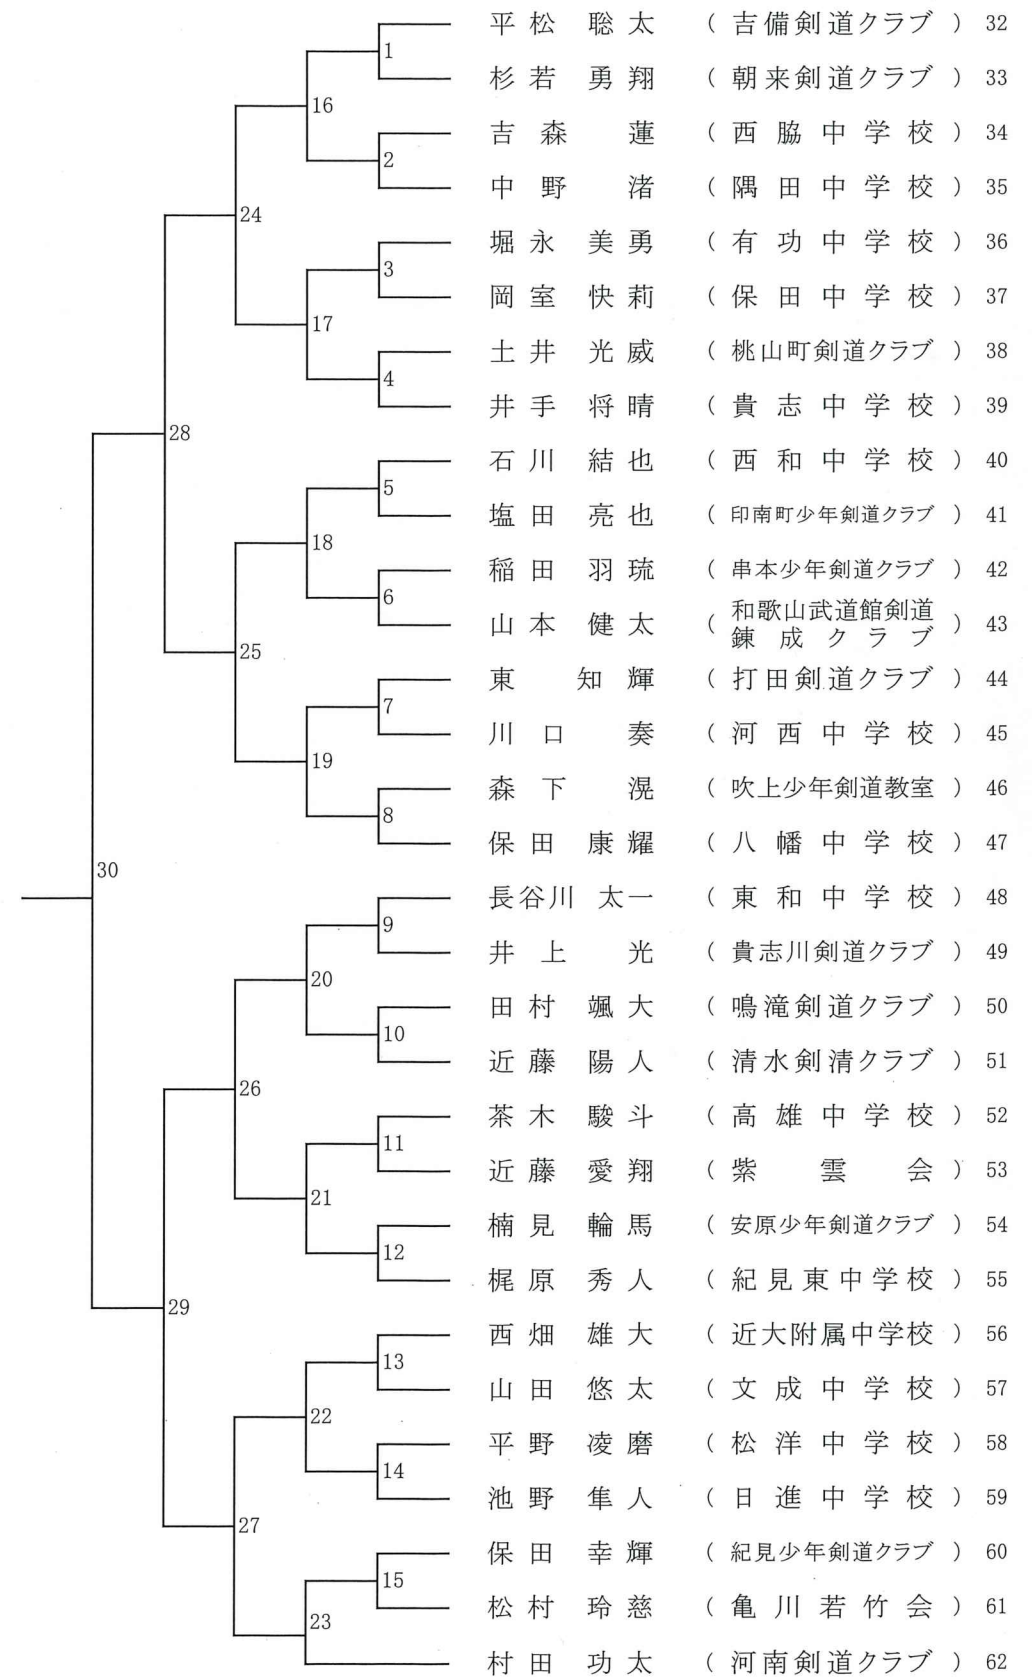 平松 聡太 （吉備剣道クラブ） 32
1
杉若 勇翔 （朝来剣道クラブ） 33
16
吉森 蓮 （西脇中学校） 34
2
中野 渚 （隅田中学校） 35
24
堀永 美勇 （有功中学校） 36
3
岡室 快莉 （保田中学校） 37
17
土井 光威 （桃山町剣道クラブ） 38
4
井手 将晴 （貴志中学校） 39
28
石川 結也 （西和中学校） 40
5
塩田 亮也 （印南町少年剣道クラブ） 41
18
稲田 羽琉 （串本少年剣道クラブ） 42
6
山本 健太 （和歌山武道館剣道
錬成クラブ） 43
25
東 知輝 （打田剣道クラブ） 44
7
川口 奏 （河西中学校） 45
19
森下 滉 （吹上少年剣道教室） 46
8
保田 康耀 （八幡中学校） 47
30
長谷川 太一 （東和中学校） 48
9
井上 光 （貴志川剣道クラブ） 49
20
田村 颯大 （鳴滝剣道クラブ） 50
10
近藤 陽人 （清水剣清クラブ） 51
26
茶木 駿斗 （高雄中学校） 52
11
近藤 愛翔 （紫雲会） 53
21
楠見 輪馬 （安原少年剣道クラブ） 54
12
梶原 秀人 （紀見東中学校） 55
29
西畑 雄大 （近大附属中学校） 56
13
山田 悠太 （文成中学校） 57
22
平野 凌磨 （松洋中学校） 58
14
池野 隼人 （日進中学校） 59
27
保田 幸輝 （紀見少年剣道クラブ） 60
15
松村 玲慈 （亀川若竹会） 61
23
村田 功太 （河南剣道クラブ） 62